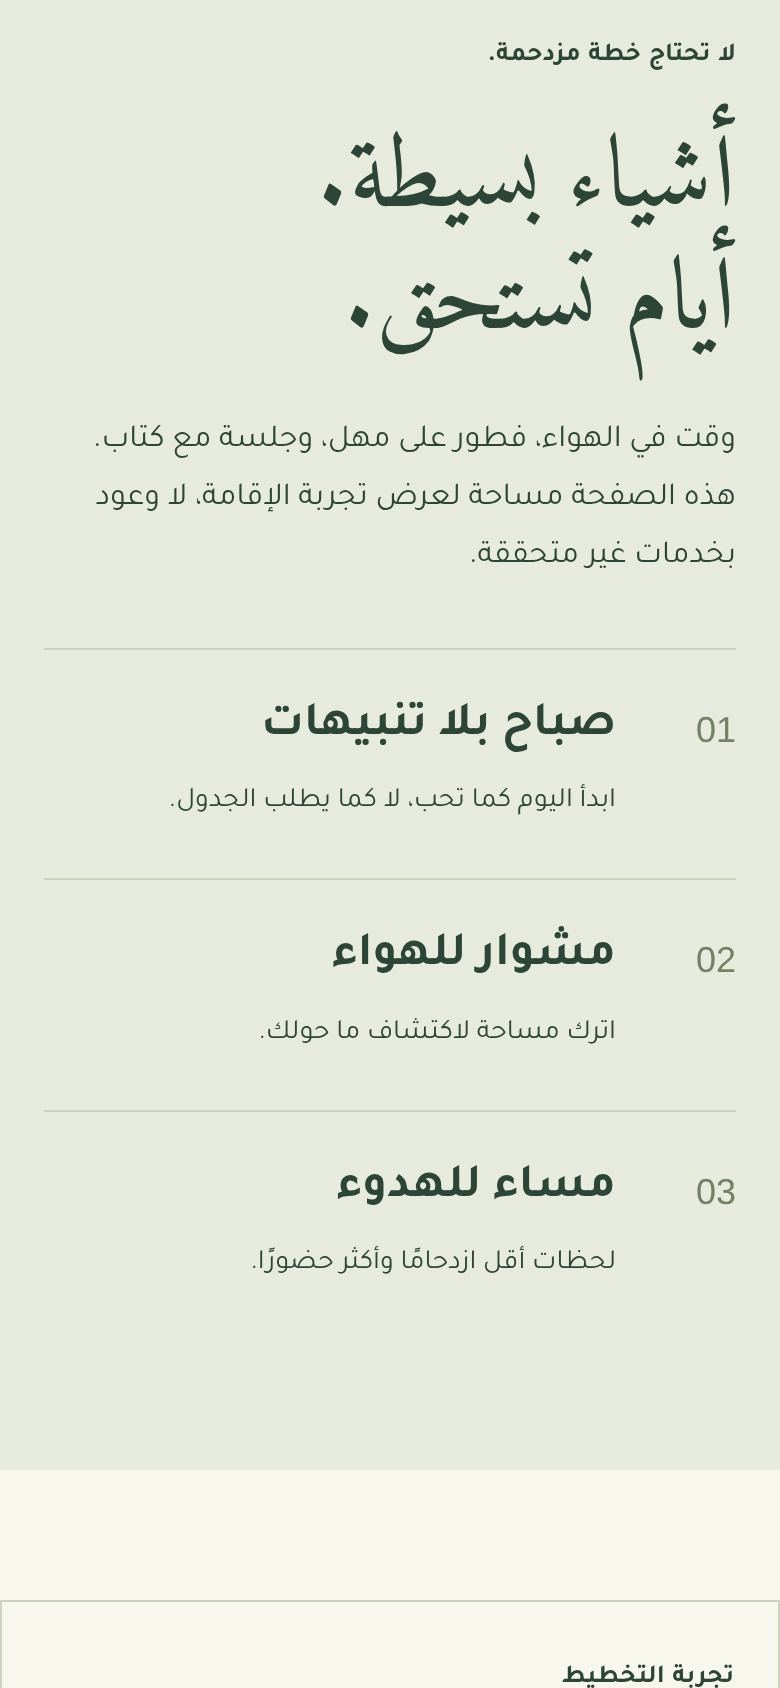 لا تحتاج خطة مزدحمة.
أشياء بسيطة.
أيام تستحق.
وقت في الهواء، فطور على مهل، وجلسة مع كتاب.
هذه الصفحة مساحة لعرض تجربة الإقامة، لا وعود
بخدمات غير متحققة.
01
صباح بلا تنبيهات
ابدأ اليوم كما تحب، لا كما يطلب الجدول.
02
مشوار للهواء
اترك مساحة لاكتشاف ما حولك.
03
مساء للهدوء
لحظات أقل ازدحامًا وأكثر حضورًا.
تجربة التخطيط